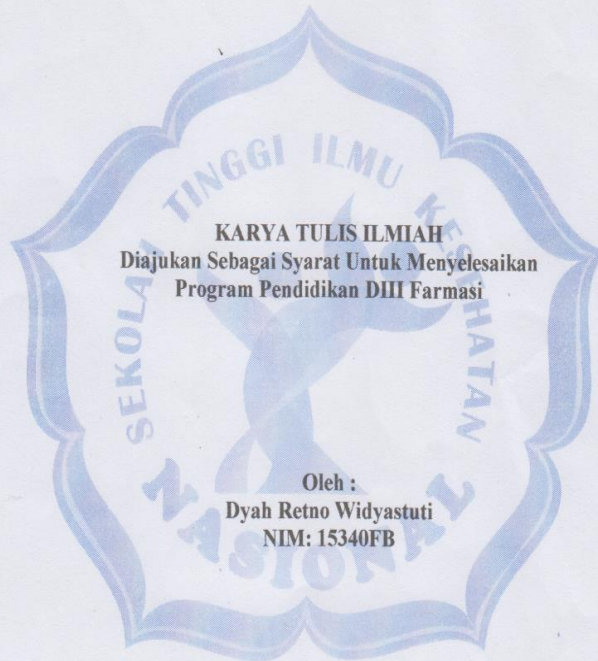 SEKOLAH TINGGI ILMU KESEHATAN
KARYA TULIS ILMIAH
Diajukan Sebagai Syarat Untuk Menyelesaikan
Program Pendidikan DIII Farmasi
Oleh :
Dyah Retno Widyastuti
NIM: 15340FB
NASIONAL